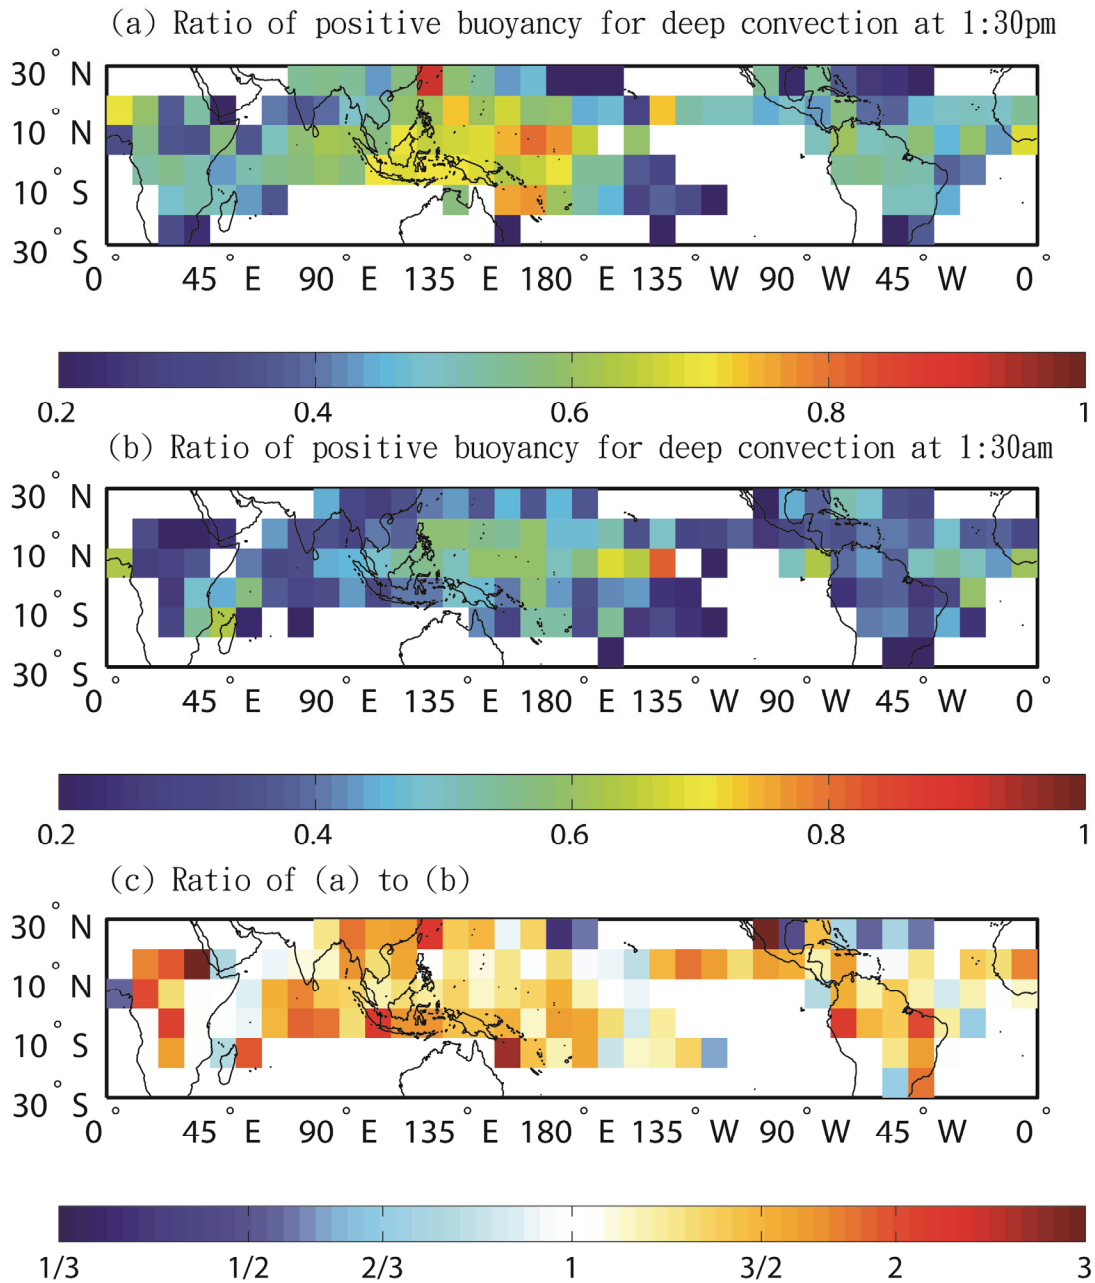 (a) Ratio of positive buoyancy for deep convection at 1:30pm
30° N
10° N
10° S
30° S
0° 45° E 90° E 135° E 180° E 135° W 90° W 45° W 0°
0.2 0.4 0.6 0.8 1
(b) Ratio of positive buoyancy for deep convection at 1:30am
30° N
10° N
10° S
30° S
0° 45° E 90° E 135° E 180° E 135° W 90° W 45° W 0°
0.2 0.4 0.6 0.8 1
(c) Ratio of (a) to (b)
30° N
10° N
10° S
30° S
0° 45° E 90° E 135° E 180° E 135° W 90° W 45° W 0°
1/3 1/2 2/3 1 3/2 2 3